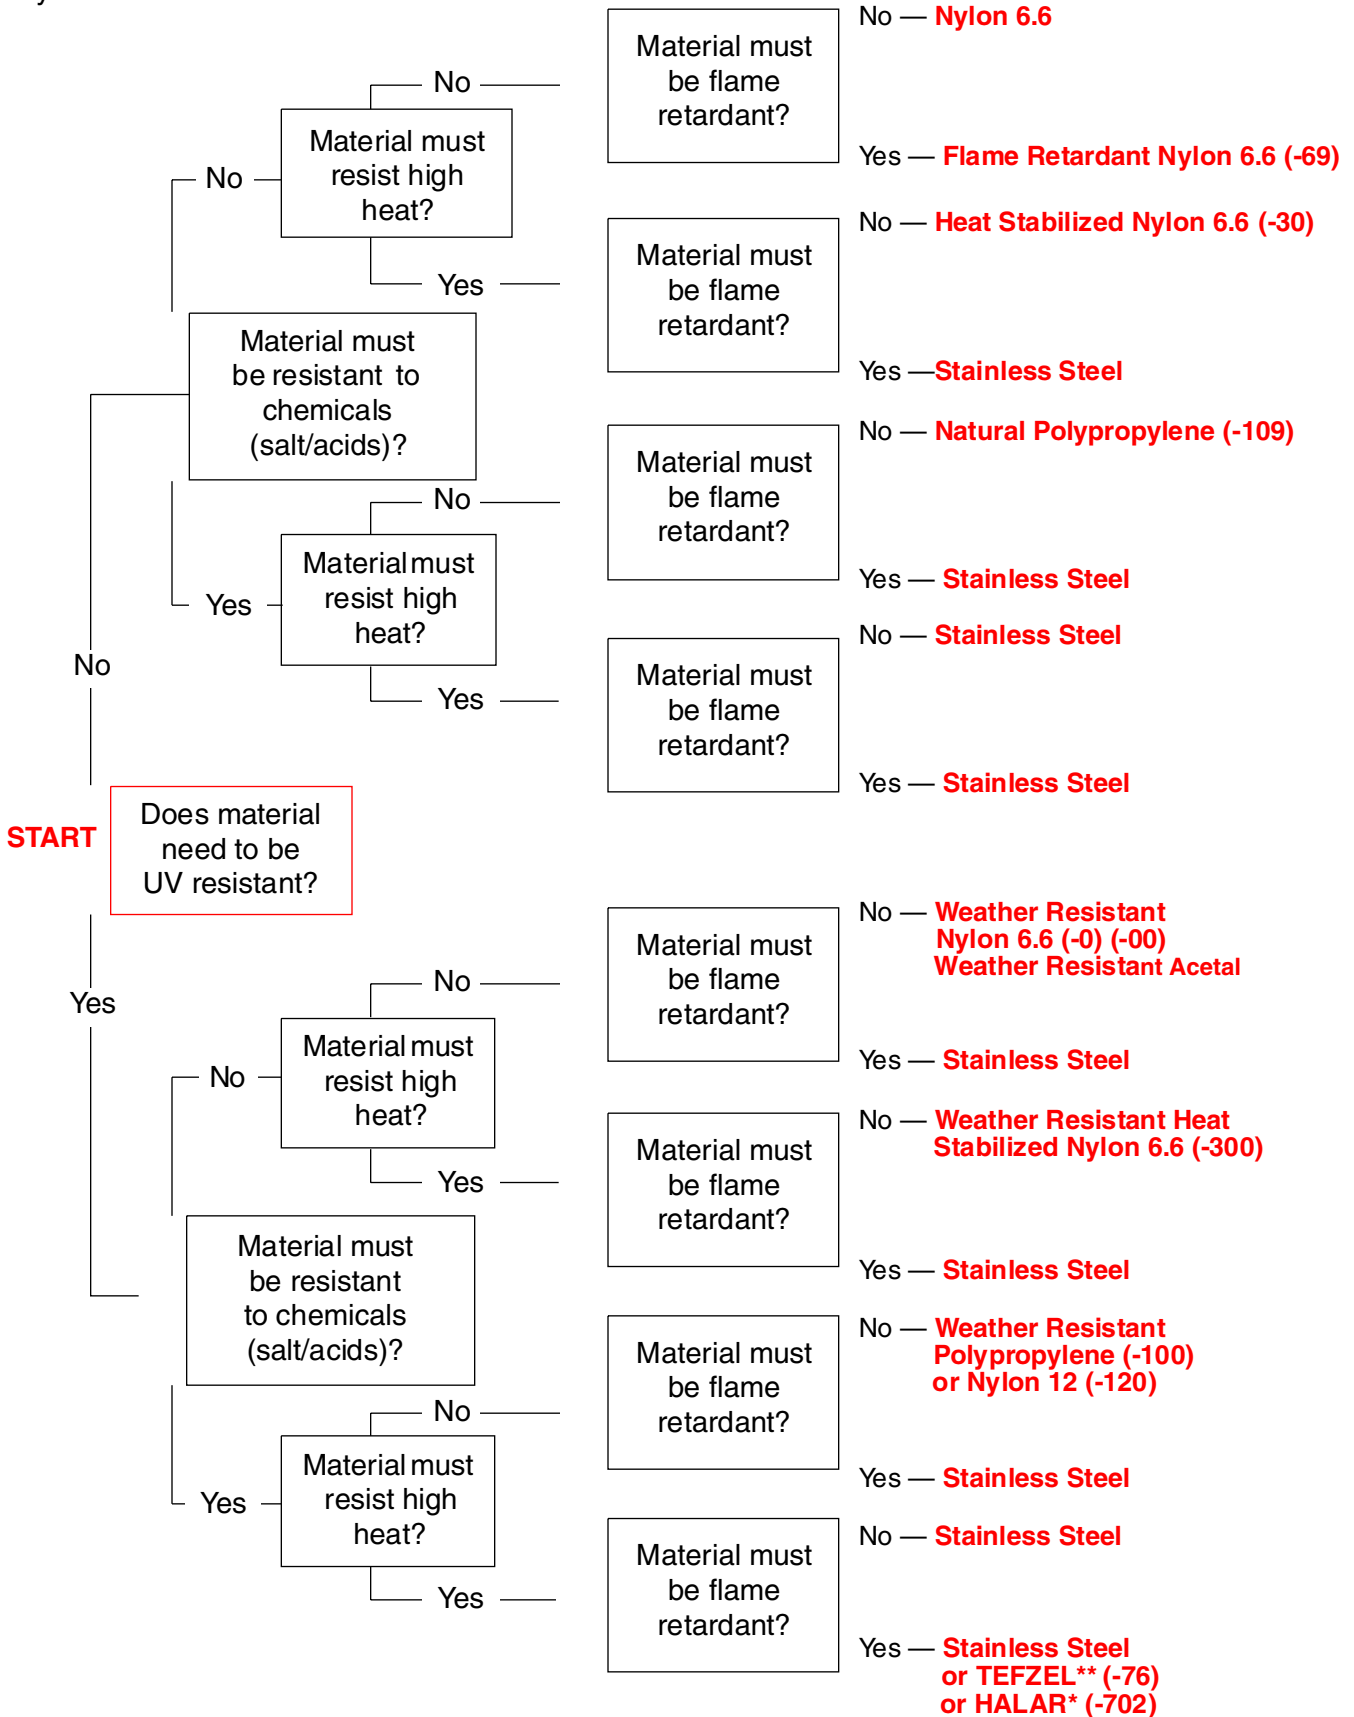 No — Nylon 6.6
Material must
be flame
retardant?
Yes — Flame Retardant Nylon 6.6 (-69)
No
Material must
resist high
heat?
No
Yes
No — Heat Stabilized Nylon 6.6 (-30)
Material must
be flame
retardant?
Yes —Stainless Steel
Material must
be resistant to
chemicals
(salt/acids)?
No — Natural Polypropylene (-109)
Material must
be flame
retardant?
Yes — Stainless Steel
No
Material must
resist high
heat?
Yes
Yes
No — Stainless Steel
Material must
be flame
retardant?
Yes — Stainless Steel
No
START
Does material
need to be
UV resistant?
Yes
No — Weather Resistant
Nylon 6.6 (-0) (-00)
Weather Resistant Acetal
Material must
be flame
retardant?
Yes — Stainless Steel
No
Material must
resist high
heat?
No
Yes
No — Weather Resistant Heat
Stabilized Nylon 6.6 (-300)
Material must
be flame
retardant?
Yes — Stainless Steel
Material must
be resistant
to chemicals
(salt/acids)?
No — Weather Resistant
Polypropylene (-100)
or Nylon 12 (-120)
Material must
be flame
retardant?
Yes — Stainless Steel
No
Material must
resist high
heat?
Yes
Yes
No — Stainless Steel
Material must
be flame
retardant?
Yes — Stainless Steel
or TEFZEL** (-76)
or HALAR* (-702)